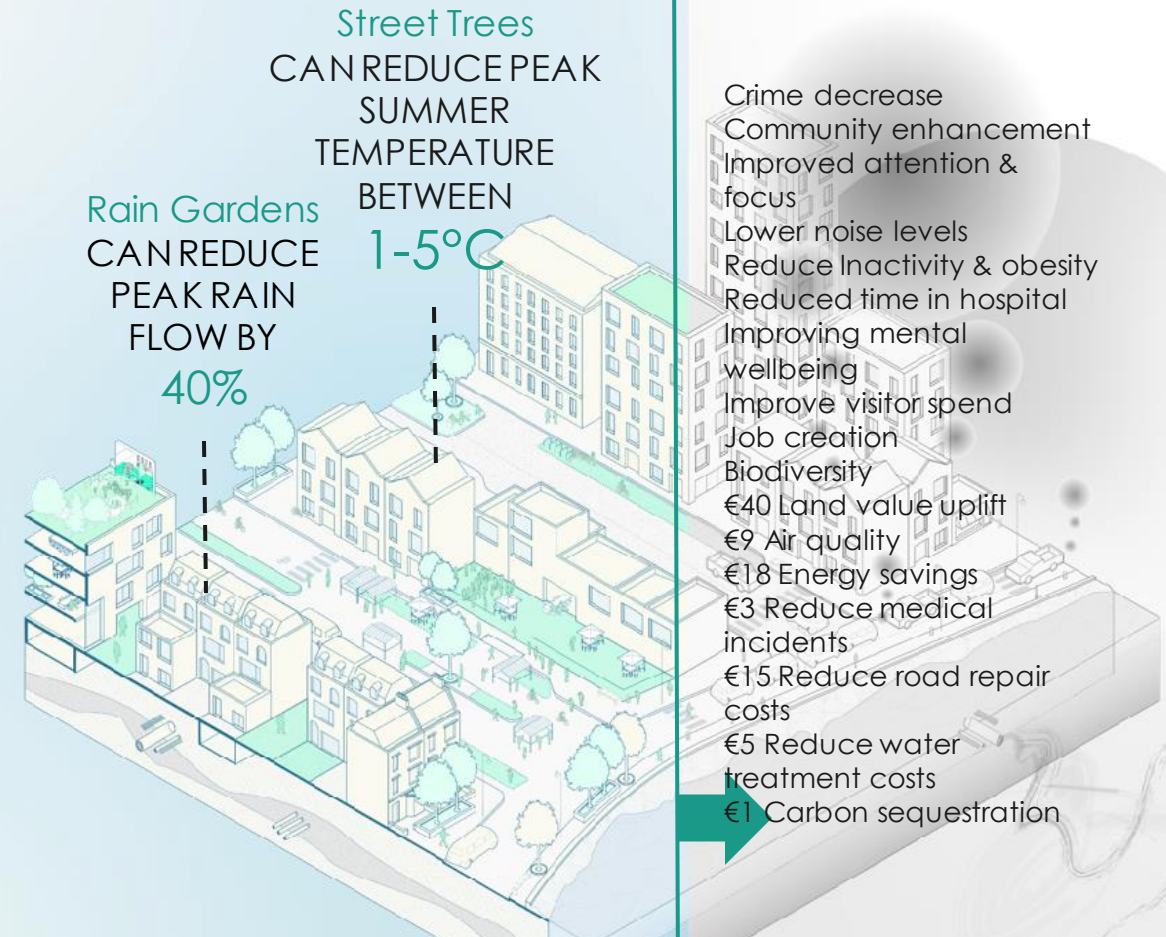 Street Trees
CAN REDUCE PEAK
SUMMER
TEMPERATURE
BETWEEN
1-5°C
Rain Gardens
CAN REDUCE
PEAK RAIN
FLOW BY
40%
Crime decrease
Community enhancement
Improved attention &
focus
Lower noise levels
Reduce Inactivity & obesity
Reduced time in hospital
Improving mental
wellbeing
Improve visitor spend
Job creation
Biodiversity
€40 Land value uplift
€9 Air quality
€18 Energy savings
€3 Reduce medical
incidents
€15 Reduce road repair
costs
€5 Reduce water
treatment costs
€1 Carbon sequestration